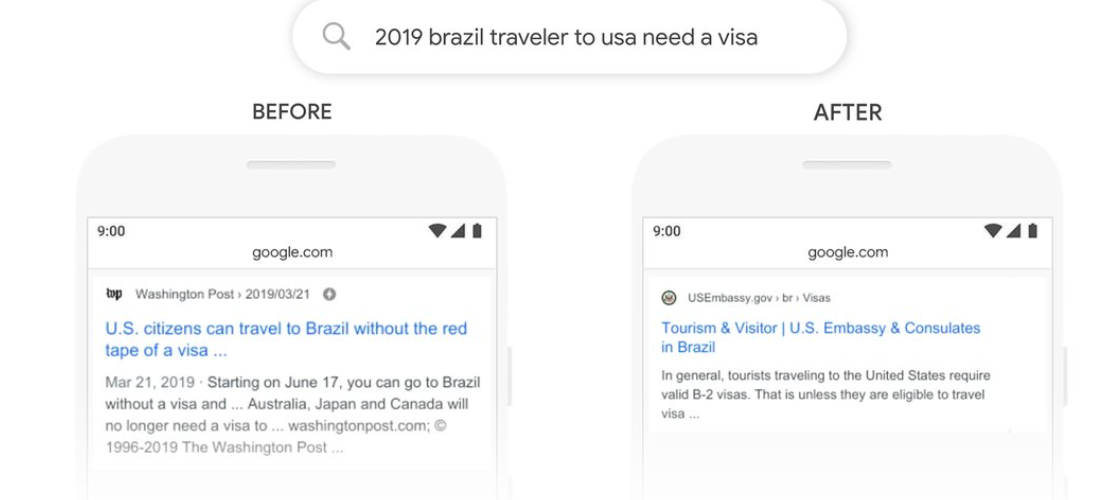 2019 brazil traveler to usa need a visa
BEFORE
9:00
google.com
wp Washington Post › 2019/03/21
U.S. citizens can travel to Brazil without the red
tape of a visa ...
Mar 21, 2019 · Starting on June 17, you can go to Brazil
without a visa and ... Australia, Japan and Canada will
no longer need a visa to ... washingtonpost.com; ©
1996-2019 The Washington Post ...
AFTER
9:00
google.com
USEmbassy.gov › br › Visas
Tourism & Visitor | U.S. Embassy & Consulates
in Brazil
In general, tourists traveling to the United States require
valid B-2 visas. That is unless they are eligible to travel
visa ...